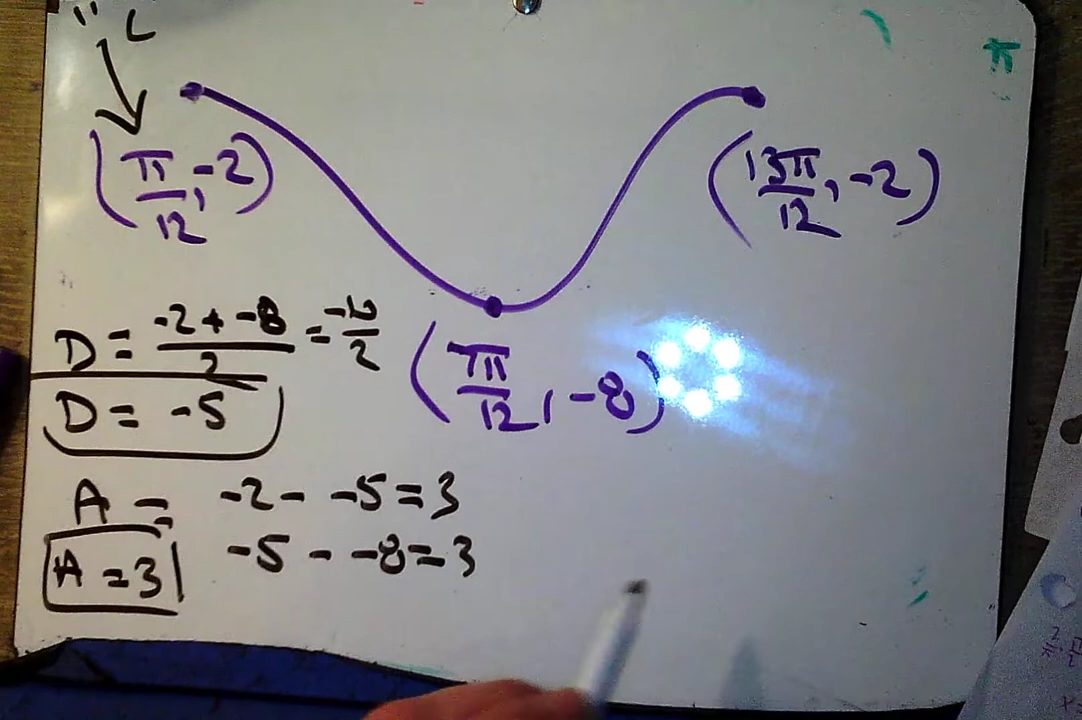 " C
π
(π/12, -2)
(13π/12, -2)
D = (-2 + -8)/2 = -10/2
(7π/12, -8)
D = -5
A = -2 - -5 = 3
A = 3 -5 - -8 = 3